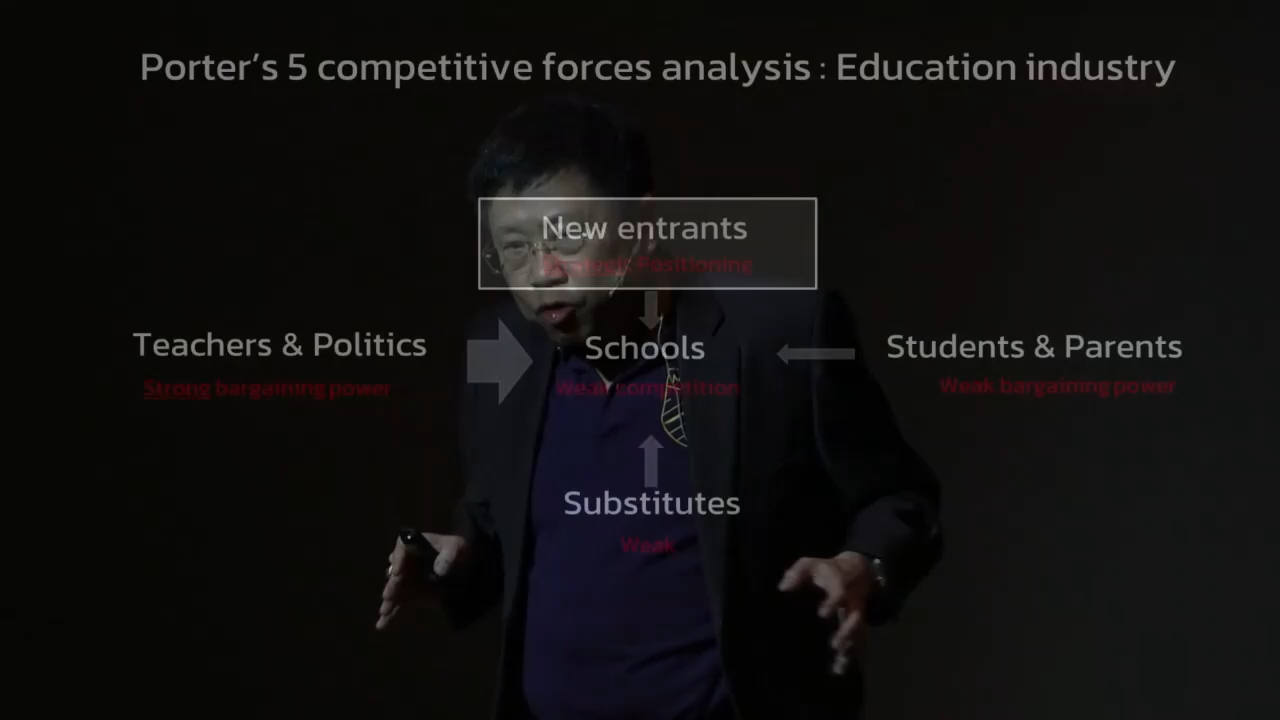 Porter's 5 competitive forces analysis : Education industry
New entrants
Positioning
Teachers & Politics
Schools
Students & Parents
Strong bargaining power
Weak competition
Weak bargaining power
Substitutes
Weak